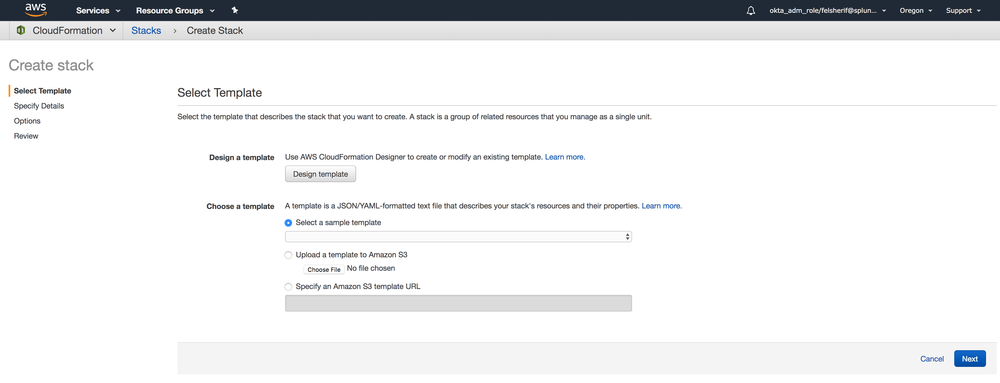 aws Services Resource Groups okta_adm_role/felsherif@splun... Oregon Support
CloudFormation Stacks > Create Stack
Create stack
Select Template
Specify Details
Options
Review
Select Template
Select the template that describes the stack that you want to create. A stack is a group of related resources that you manage as a single unit.
Design a template Use AWS CloudFormation Designer to create or modify an existing template. Learn more.
Design template
Choose a template A template is a JSON/YAML-formatted text file that describes your stack's resources and their properties. Learn more.
Select a sample template
Upload a template to Amazon S3
Choose File No file chosen
Specify an Amazon S3 template URL
Cancel Next